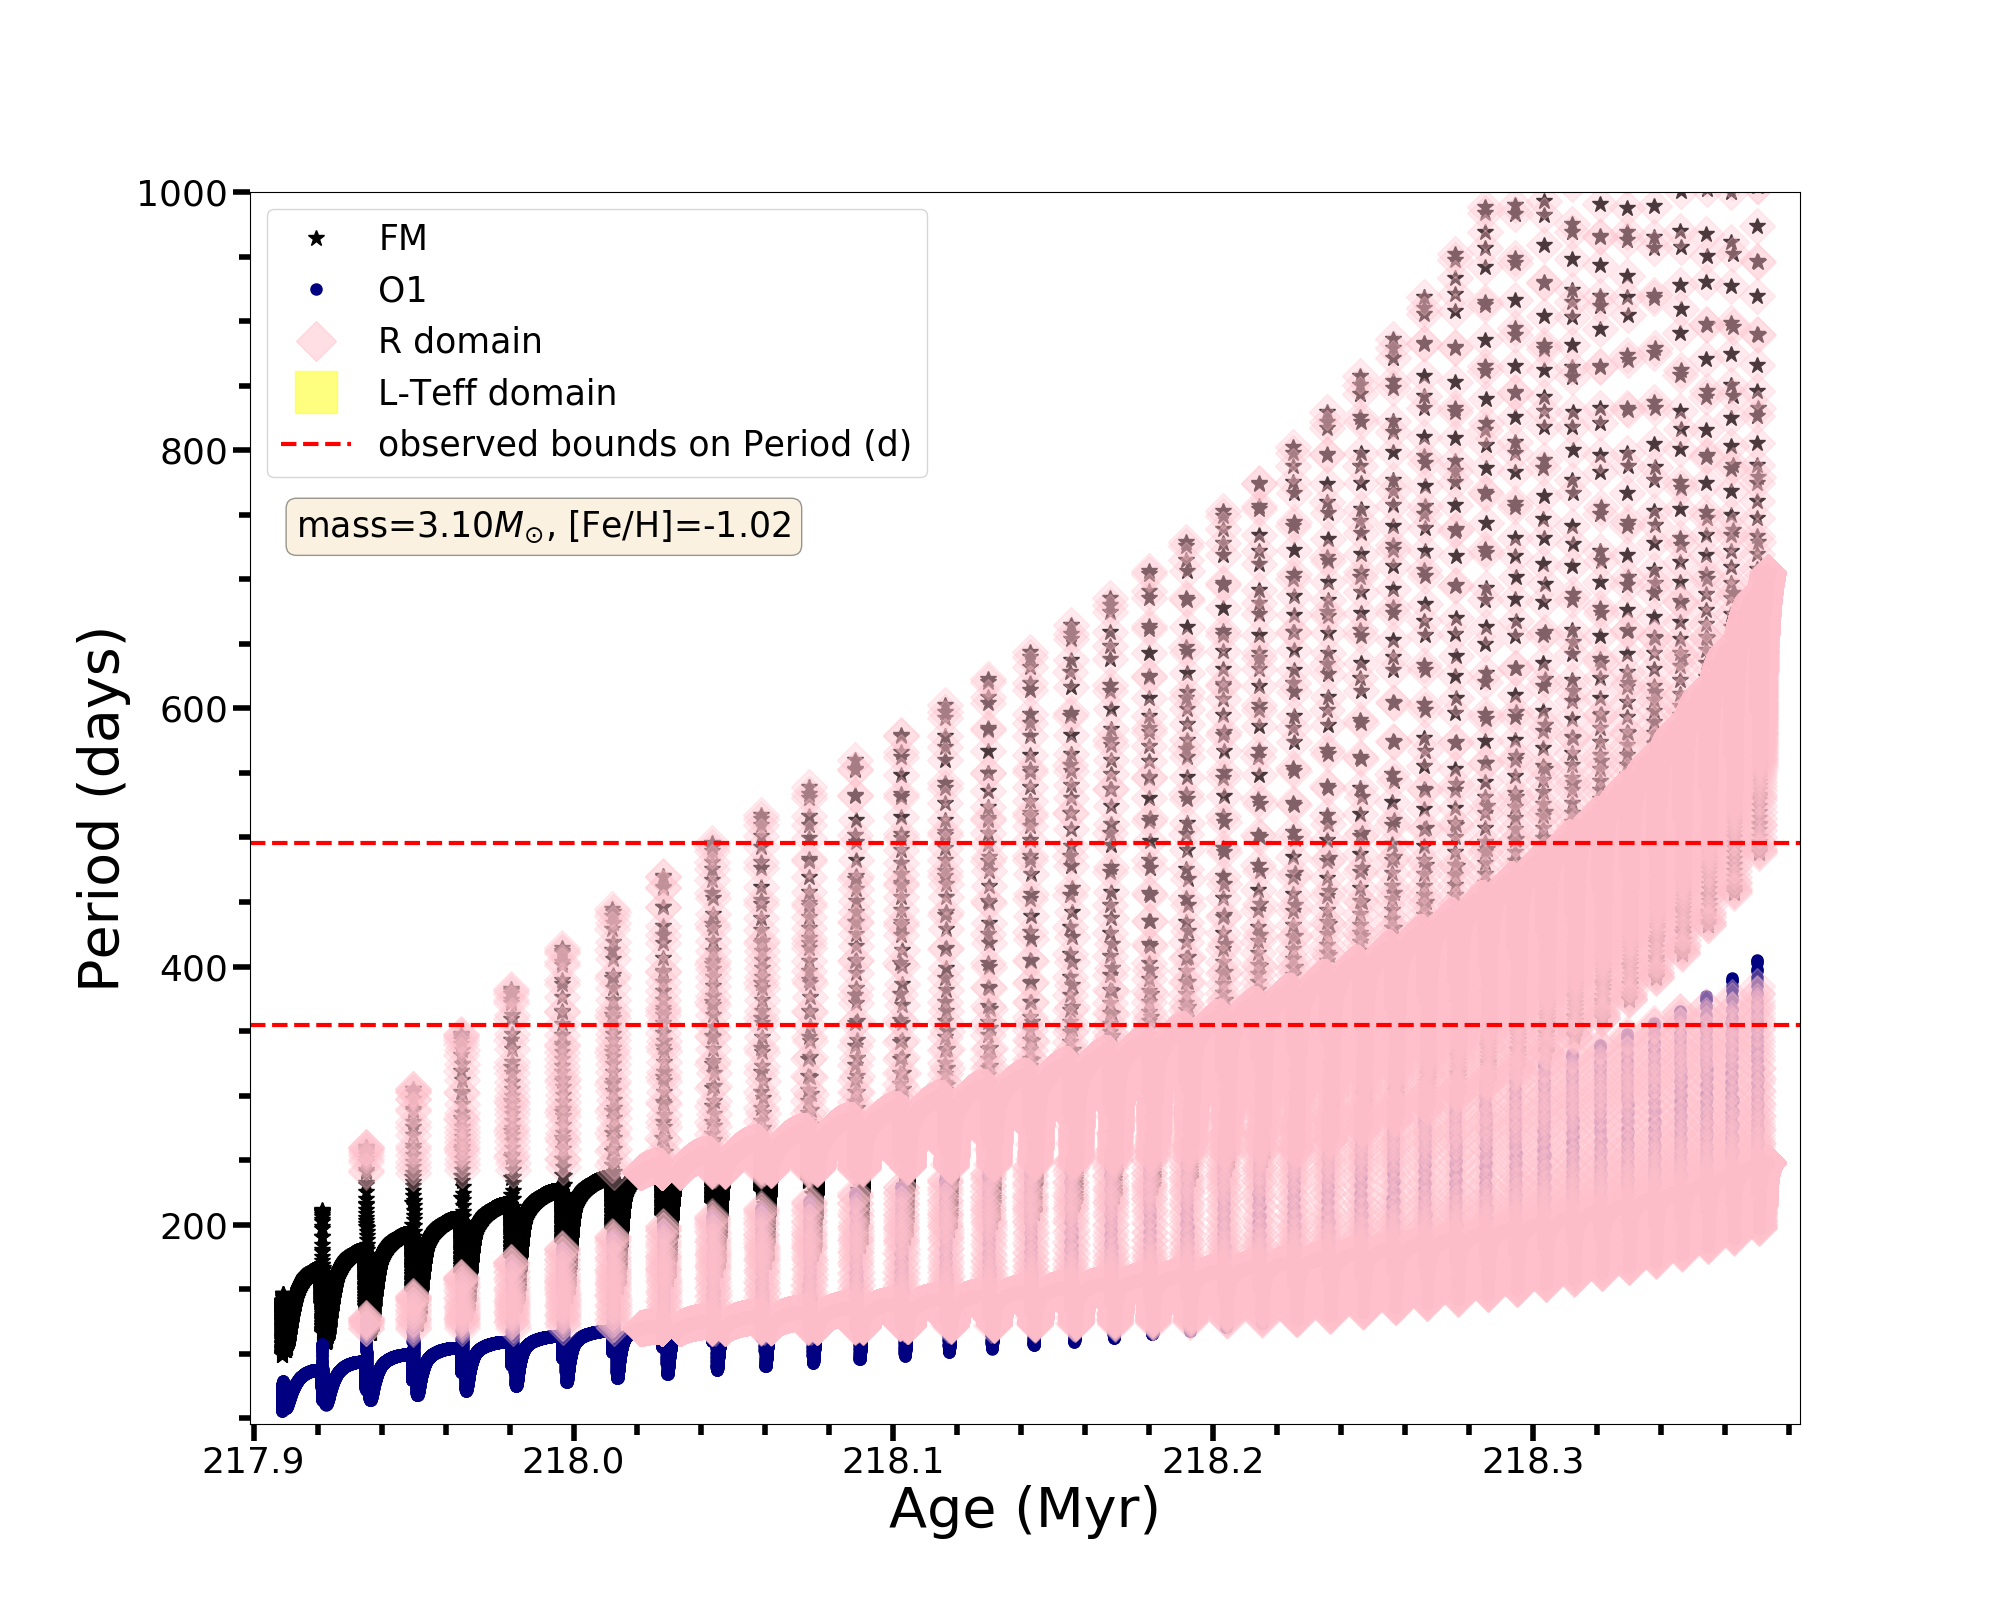 1000
800
600
400
200
Period (days)
FM
O1
R domain
L-Teff domain
observed bounds on Period (d)
mass=3.10M⊙, [Fe/H]=-1.02
217.9 218.0 218.1 218.2 218.3
Age (Myr)